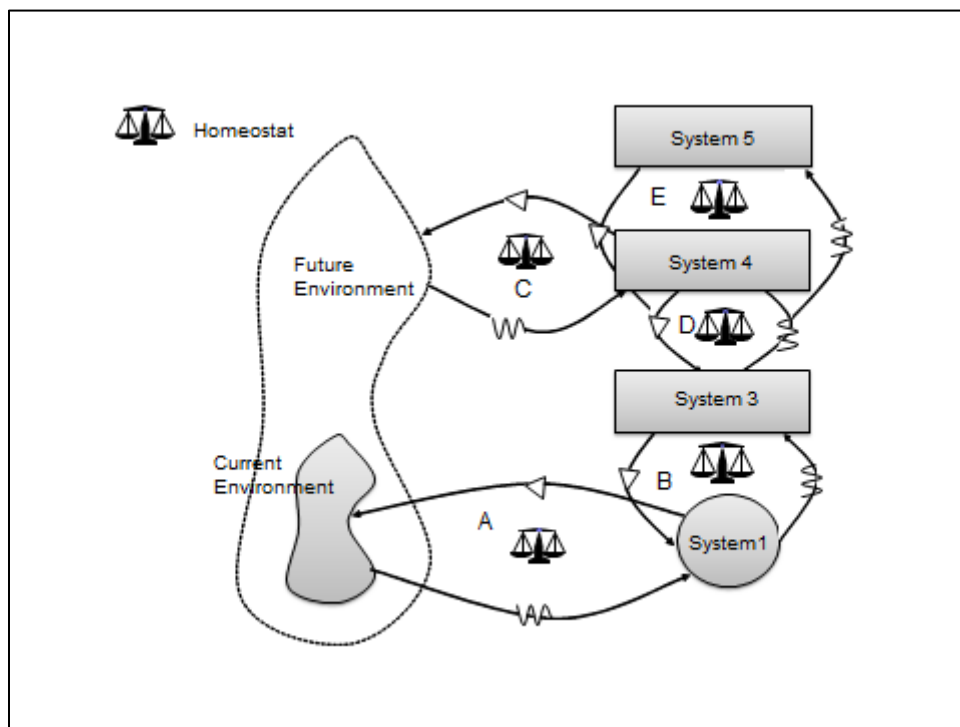 Homeostat
System 5
E
Future
Environment
System 4
C
D
System 3
Current
Environment
B
A
System1